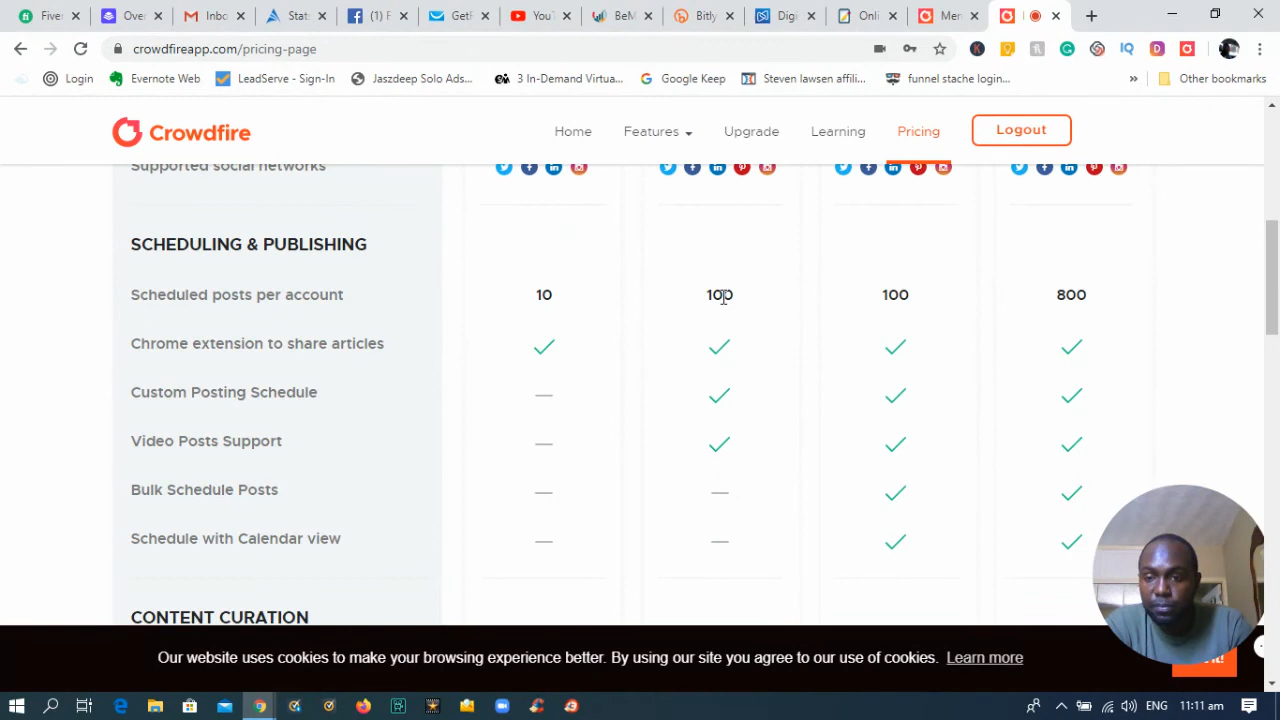 Five
Over
Inbo
Stats
(1) F
GetF
YouT
BeM
Bitly
Digi
Onli
Mem
crowdfireapp.com/pricing-page
Login
Evernote Web
LeadServe - Sign-In
Jaszdeep Solo Ads...
3 In-Demand Virtua...
Google Keep
Steven lawsen affili...
funnel stache login...
»
Other bookmarks
Crowdfire
Home
Features
Upgrade
Learning
Pricing
Logout
Supported social networks
SCHEDULING & PUBLISHING
Scheduled posts per account 10 100 100 800
Chrome extension to share articles
Custom Posting Schedule
Video Posts Support
Bulk Schedule Posts
Schedule with Calendar view
CONTENT CURATION
Our website uses cookies to make your browsing experience better. By using our site you agree to our use of cookies. Learn more
ENG 11:11 am